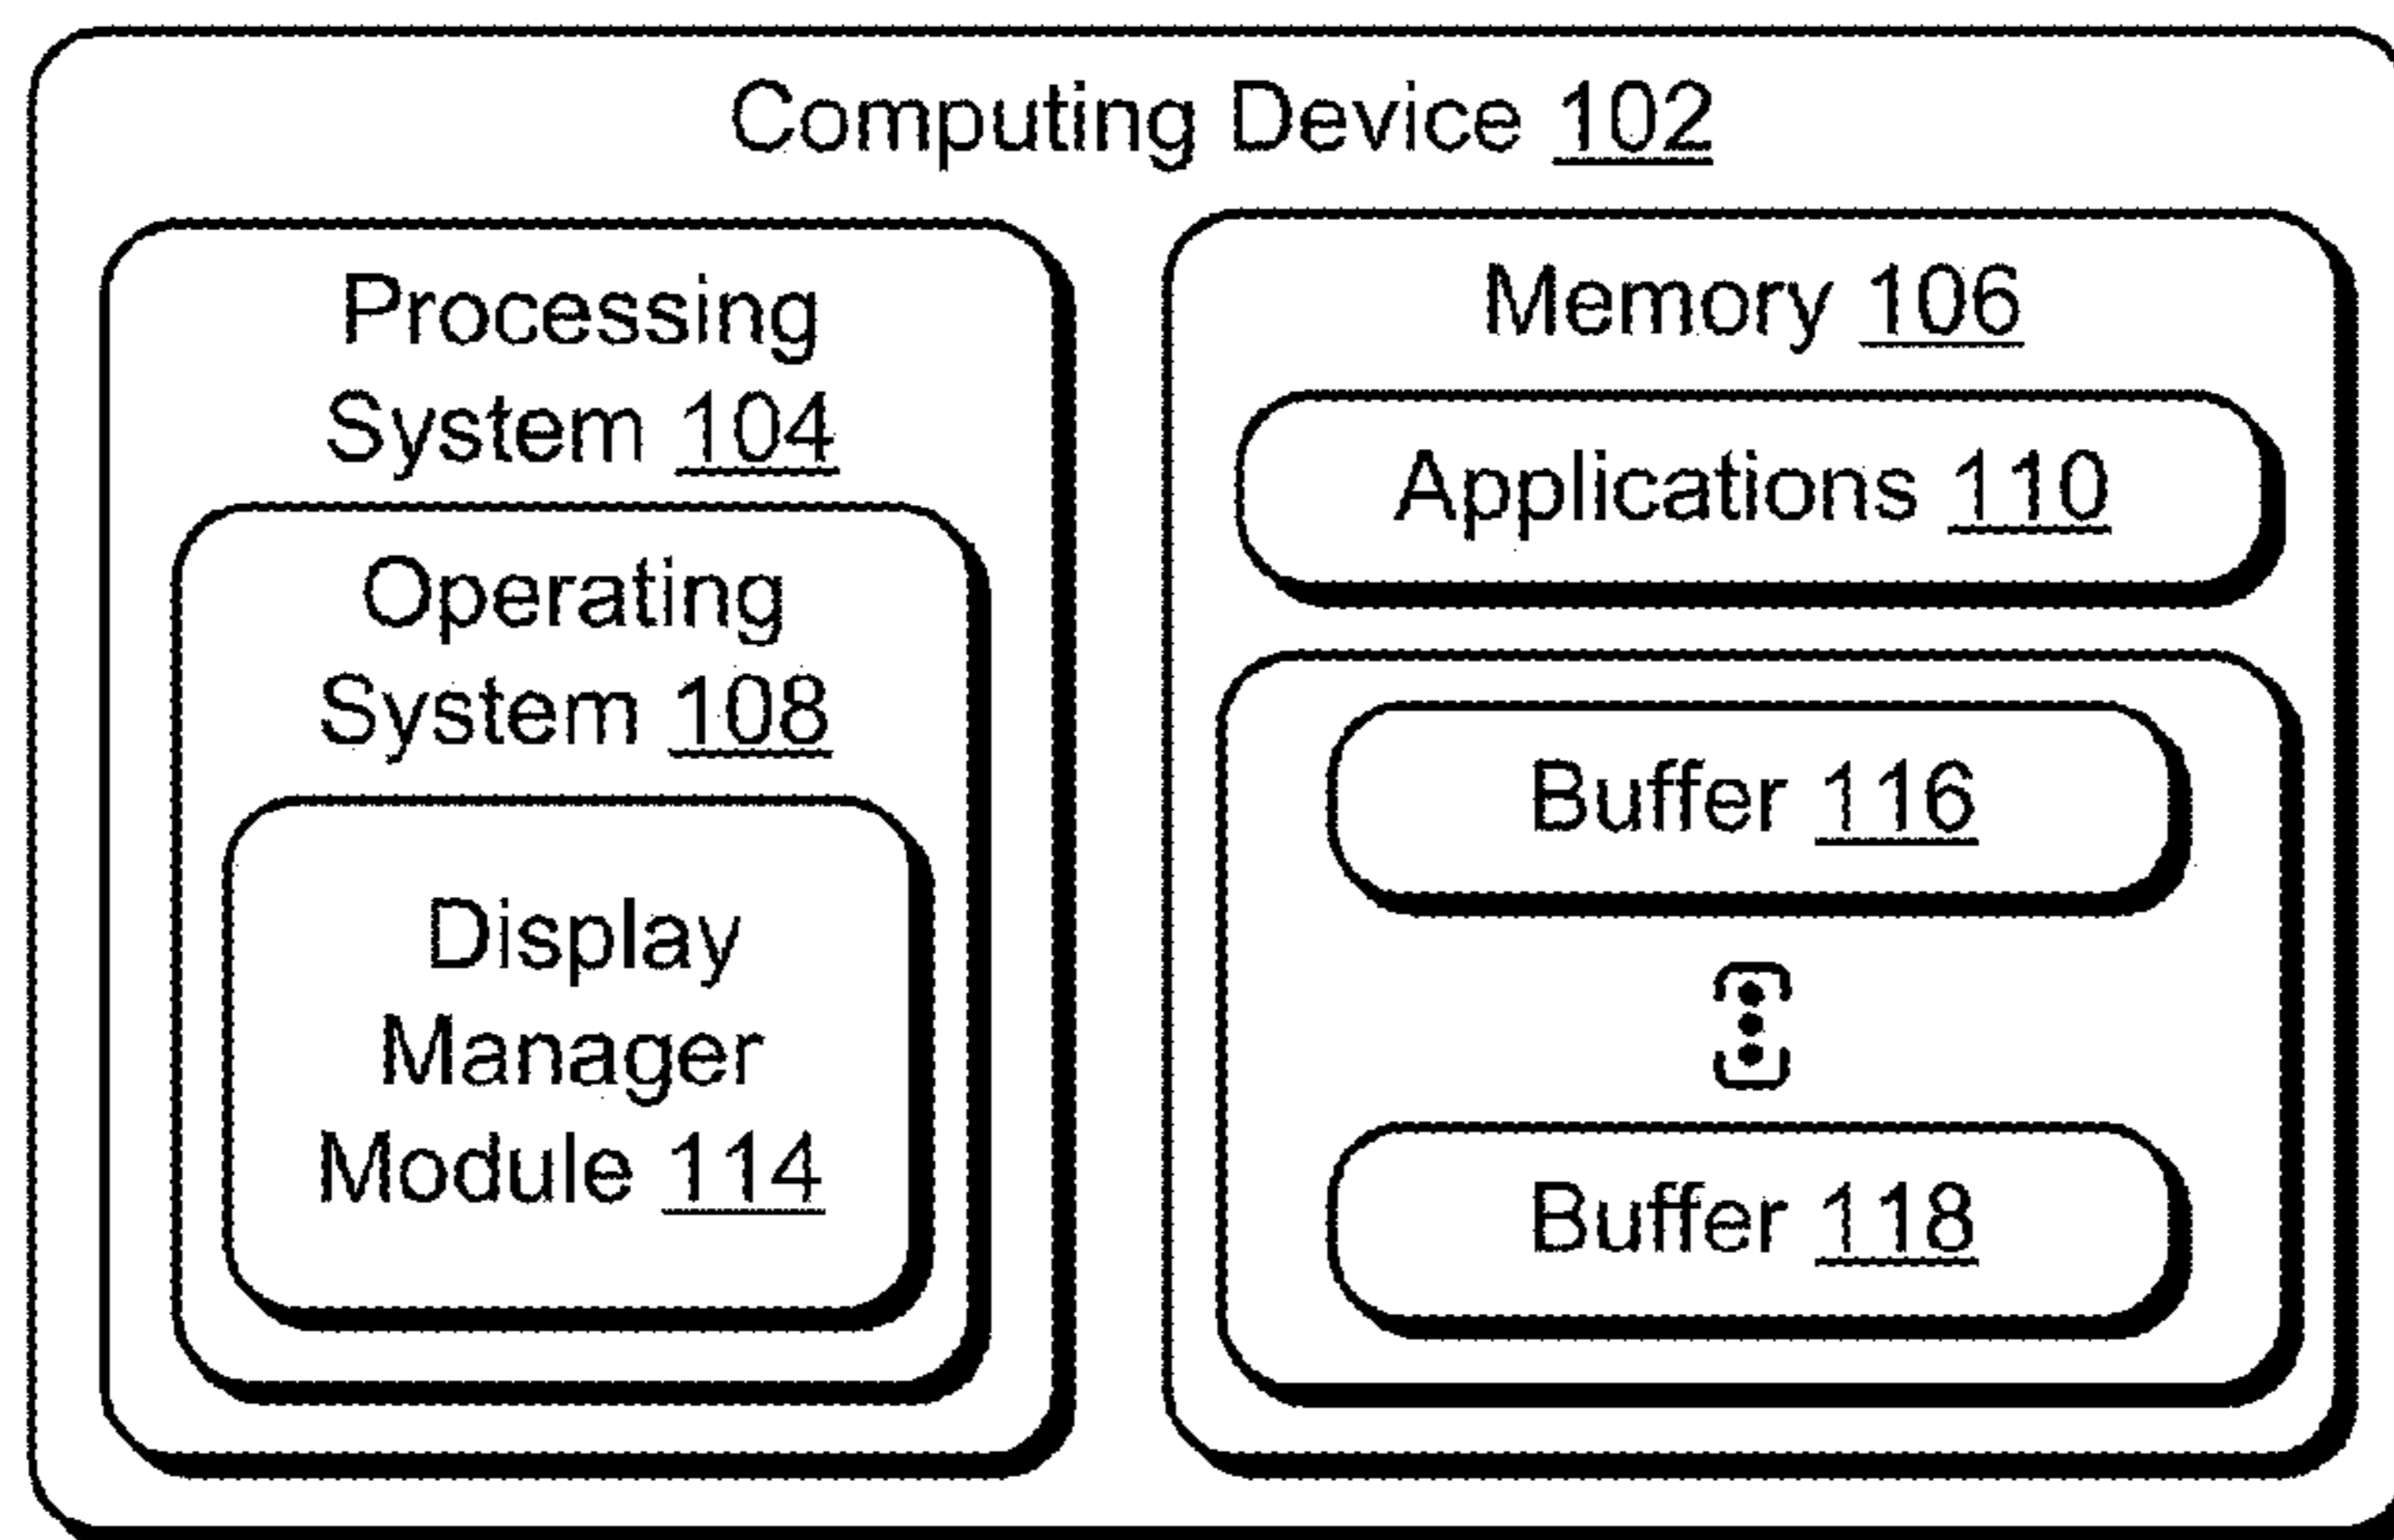 Computing Device 102
Processing
System 104
Operating
System 108
Display
Manager
Module 114
Memory 106
Applications 110
Buffer 116
Buffer 118